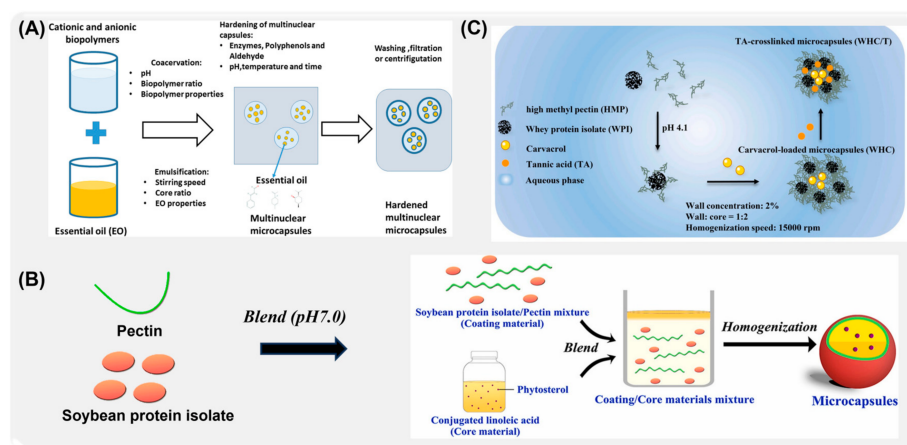 (A)
Cationic and anionic
biopolymers
Coacervation:
• pH
• Biopolymer ratio
• Biopolymer properties
Emulsification:
• Stirring speed
• Core ratio
• EO properties
Essential oil (EO)
Hardening of multinuclear
capsules:
• Enzymes, Polyphenols and
Aldehyde
• pH,temperature and time
Essential oil
Multinuclear
microcapsules
Washing ,filtration
or centrifigutation
Hardened
multinuclear
microcapsules
(C)
high methyl pectin (HMP)
Whey protein isolate (WPI)
Carvacrol
Tannic acid (TA)
Aqueous phase
pH 4.1
TA-crosslinked microcapsules (WHC/T)
Carvacrol-loaded microcapsules (WHC)
Wall concentration: 2%
Wall: core = 1:2
Homogenization speed: 15000 rpm
(B)
Pectin
Soybean protein isolate
Blend (pH7.0)
Soybean protein isolate/Pectin mixture
(Coating material)
Blend
Phytosterol
Conjugated linoleic acid
(Core material)
Coating/Core materials mixture
Homogenization
Microcapsules